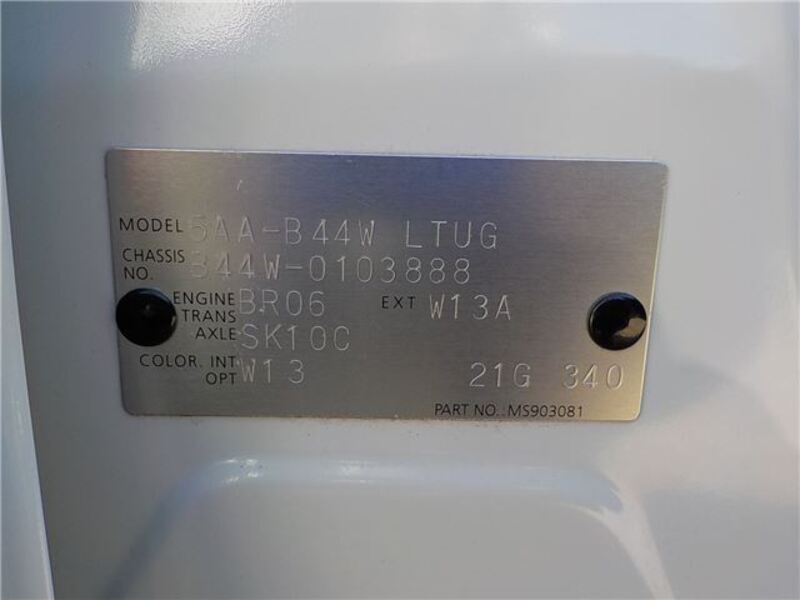 MODEL 5AA-B44W LTUG
CHASSIS NO. B44W-0103888
ENGINE BR06 EXT W13A
TRANS AXLE SK10C
COLOR. INT W13
OPT 21G 340
PART NO.: MS903081